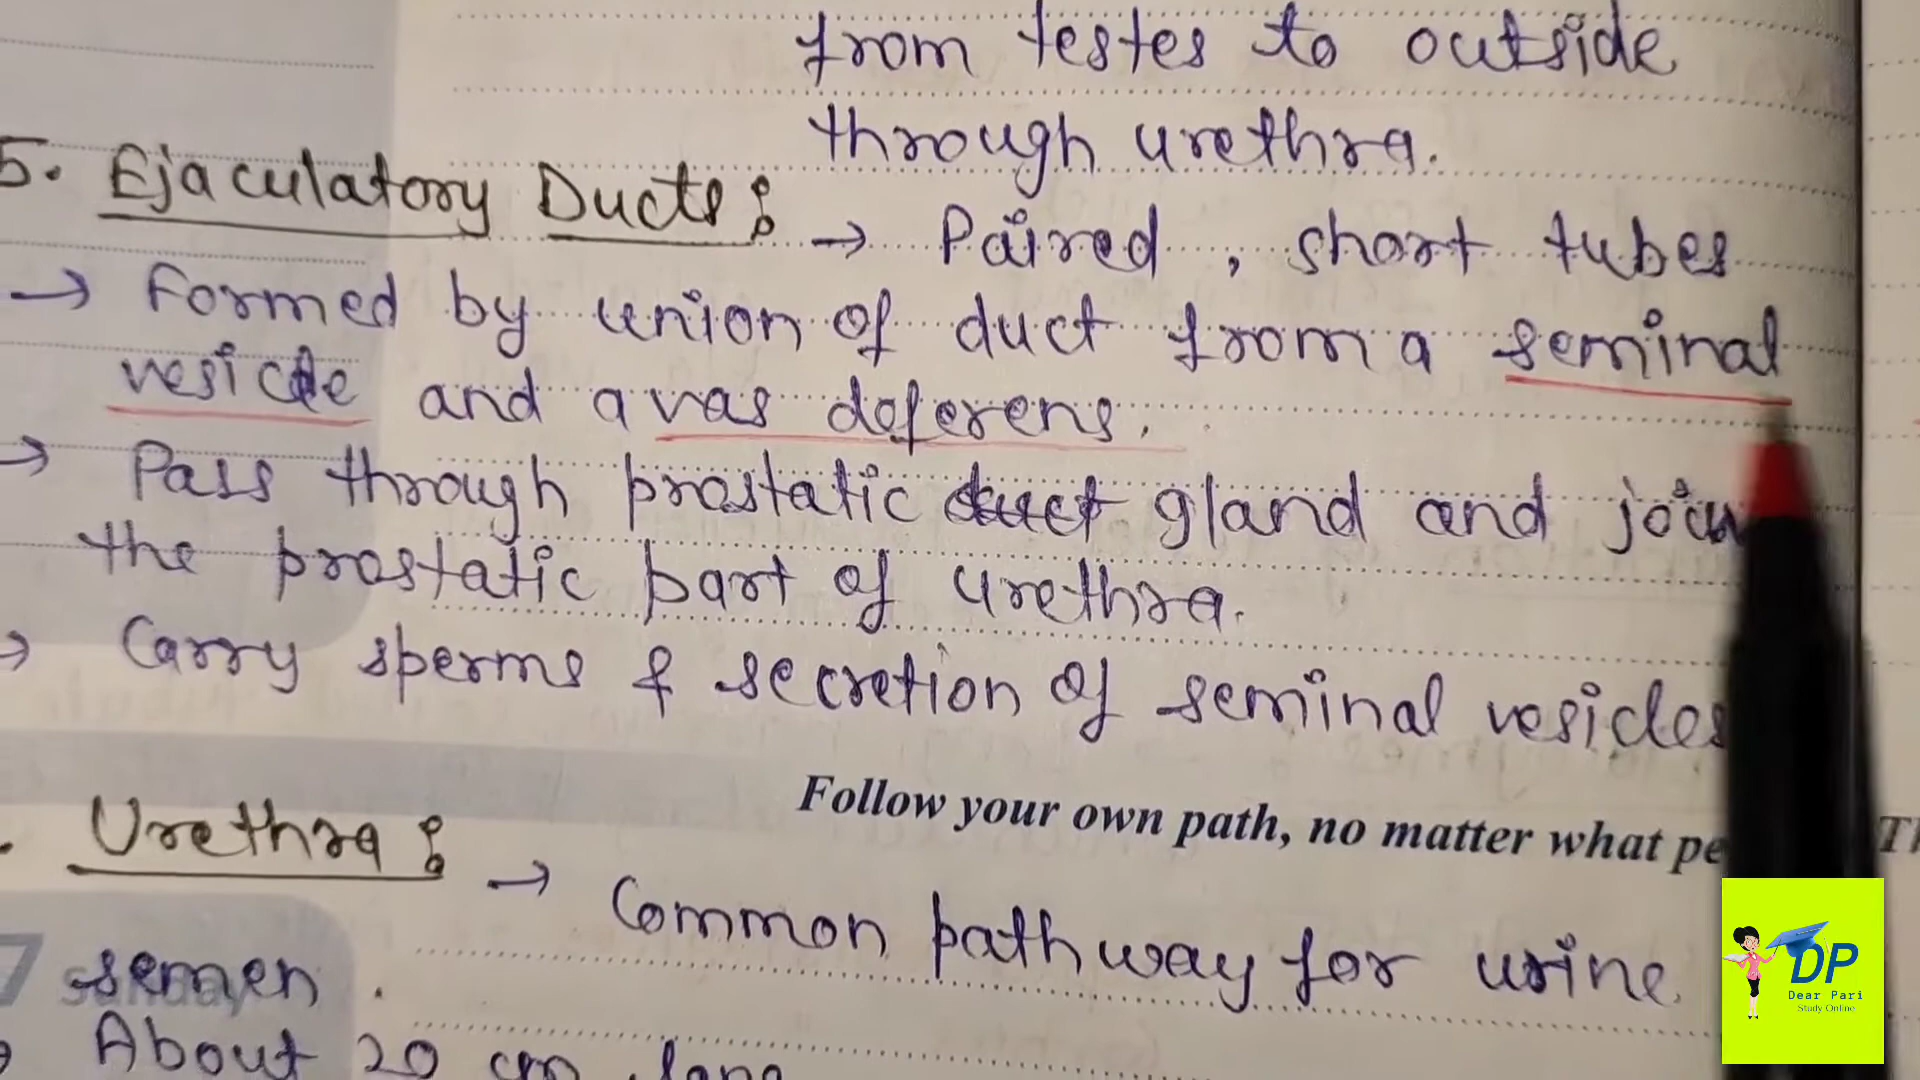 from testes to outside
through urethra.
5. Ejaculatory Ducts:
→ Paired, short tubes
→ Formed by union of duct from a seminal
vesicle and a vas deferens.
→ Pass through prostatic duct gland and join
the prostatic part of urethra.
→ Carry sperms & secretion of seminal vesicles
Follow your own path, no matter what pe
. Urethra:
→ Common pathway for urine
semen.
About 20 cm long
DP
Dear Pari
Study Online